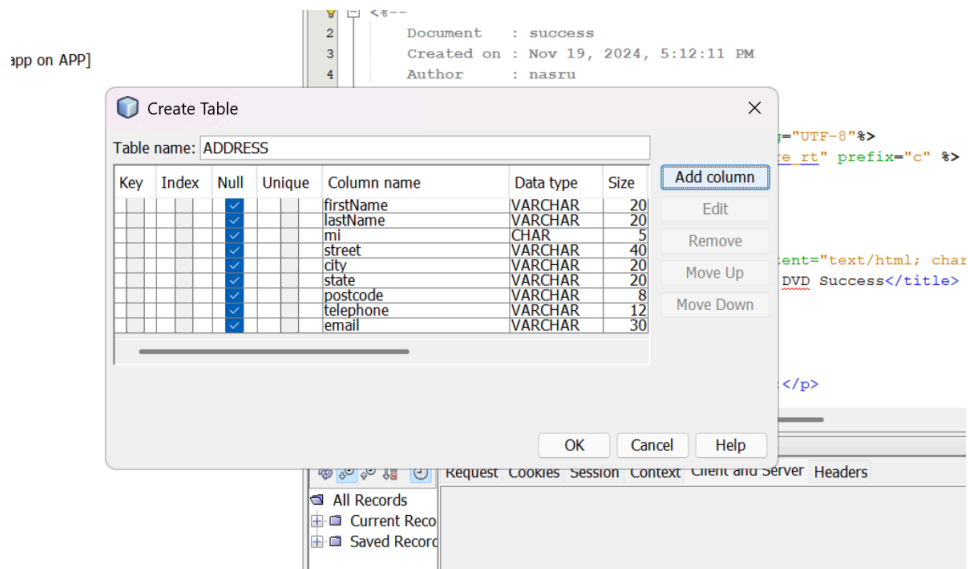 <%--
2 Document : success
app on APP]
3 Created on : Nov 19, 2024, 5:12:11 PM
4 Author : nasru
Create Table
Table name: ADDRESS
="UTF-8"%>
re_rt" prefix="c" %>
Key Index Null Unique Column name Data type Size
firstName VARCHAR 20
lastName VARCHAR 20
mi CHAR 5
street VARCHAR 40
city VARCHAR 20
state VARCHAR 20
postcode VARCHAR 8
telephone VARCHAR 12
email VARCHAR 30
Add column
Edit
Remove
Move Up
Move Down
tent="text/html; char
DVD Success</title>
</p>
OK Cancel Help
Request Cookies Session Context Client and Server Headers
All Records
Current Reco
Saved Record